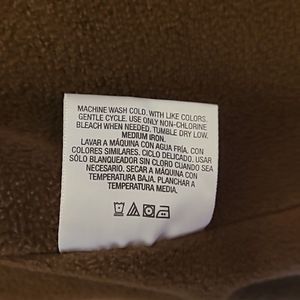 MACHINE WASH COLD. WITH LIKE COLORS.
GENTLE CYCLE. USE ONLY NON-CHLORINE
BLEACH WHEN NEEDED. TUMBLE DRY LOW.
MEDIUM IRON.
LAVAR A MÁQUINA CON AGUA FRÍA, CON
COLORES SIMILARES. CICLO DELICADO. USAR
SÓLO BLANQUEADOR SIN CLORO CUANDO SEA
NECESARIO. SECAR A MÁQUINA CON
TEMPERATURA BAJA. PLANCHAR A
TEMPERATURA MEDIA.